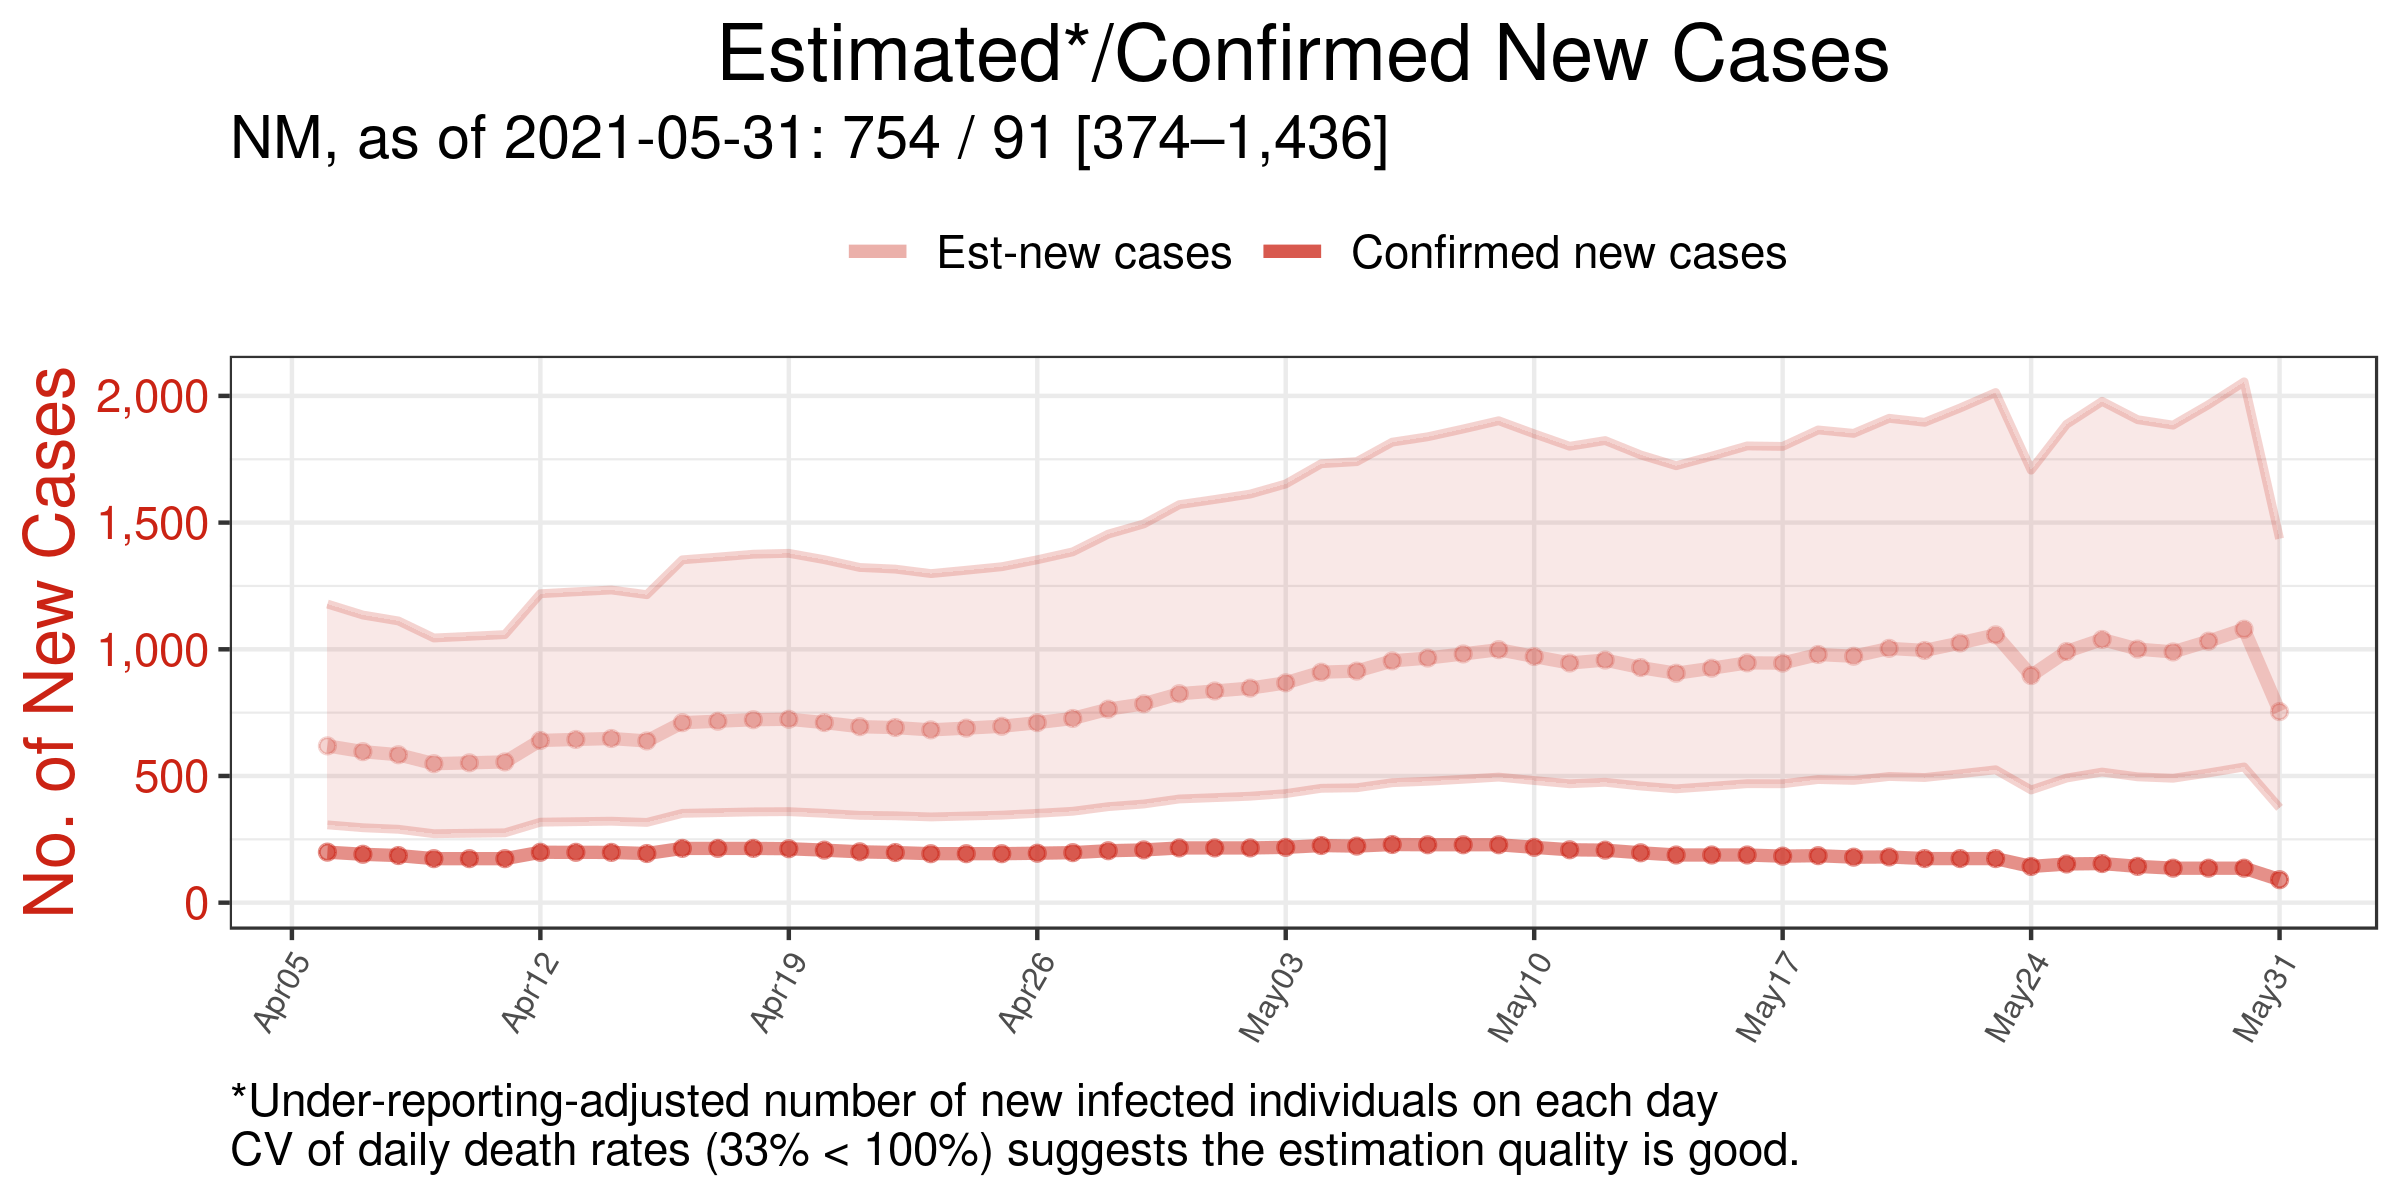 Estimated*/Confirmed New Cases
NM, as of 2021-05-31: 754 / 91 [374–1,436]
Est-new cases
Confirmed new cases
No. of New Cases
2,000
1,500
1,000
500
0
Apr05
Apr12
Apr19
Apr26
May03
May10
May17
May24
May31
*Under-reporting-adjusted number of new infected individuals on each day
CV of daily death rates (33% < 100%) suggests the estimation quality is good.